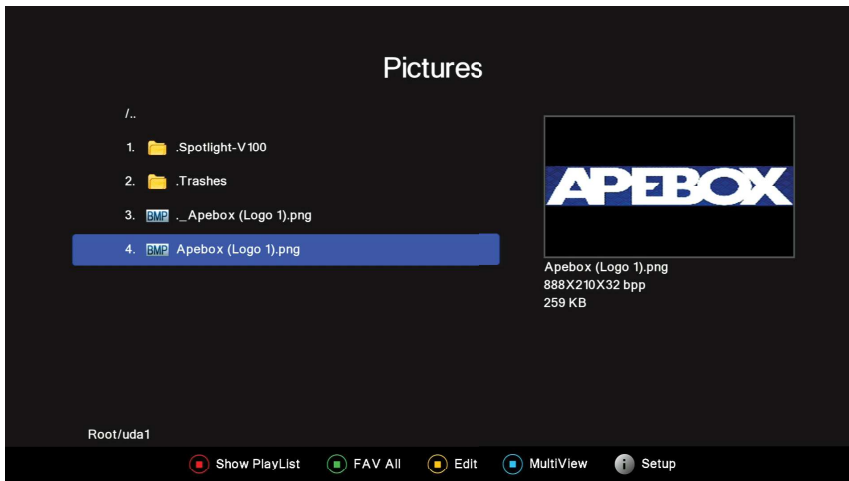 Pictures
/..
1. .Spotlight-V100
2. .Trashes
3. BMP ._Apebox (Logo 1).png
4. BMP Apebox (Logo 1).png
APEBOX
Apebox (Logo 1).png
888X210X32 bpp
259 KB
Root/uda1
Show PlayList FAV All Edit MultiView i Setup